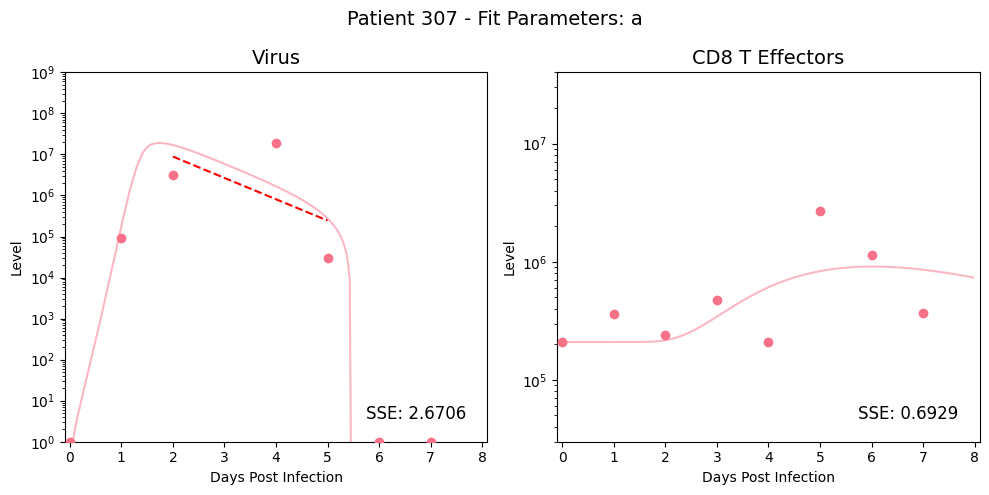 Patient 307 - Fit Parameters: a
Virus
Level
10^9
10^8
10^7
10^6
10^5
10^4
10^3
10^2
10^1
10^0
SSE: 2.6706
0 1 2 3 4 5 6 7 8
Days Post Infection
CD8 T Effectors
Level
10^7
10^6
10^5
SSE: 0.6929
0 1 2 3 4 5 6 7 8
Days Post Infection